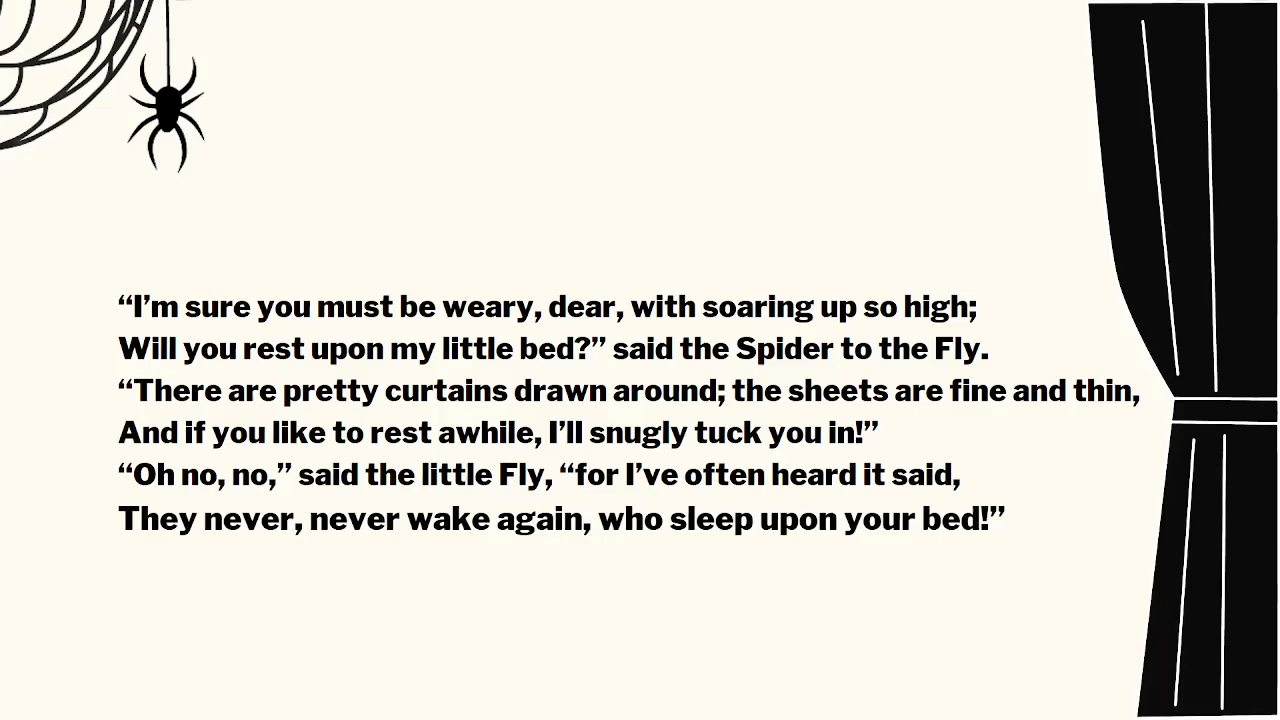 “I’m sure you must be weary, dear, with soaring up so high;
Will you rest upon my little bed?” said the Spider to the Fly.
“There are pretty curtains drawn around; the sheets are fine and thin,
And if you like to rest awhile, I’ll snugly tuck you in!”
“Oh no, no,” said the little Fly, “for I’ve often heard it said,
They never, never wake again, who sleep upon your bed!”